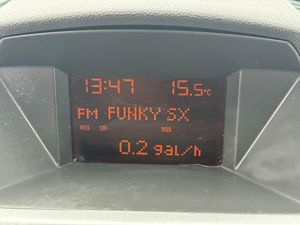 13:47 15.5°C
FM FUNKY SX
REG CD RDS
0.2 gal/h